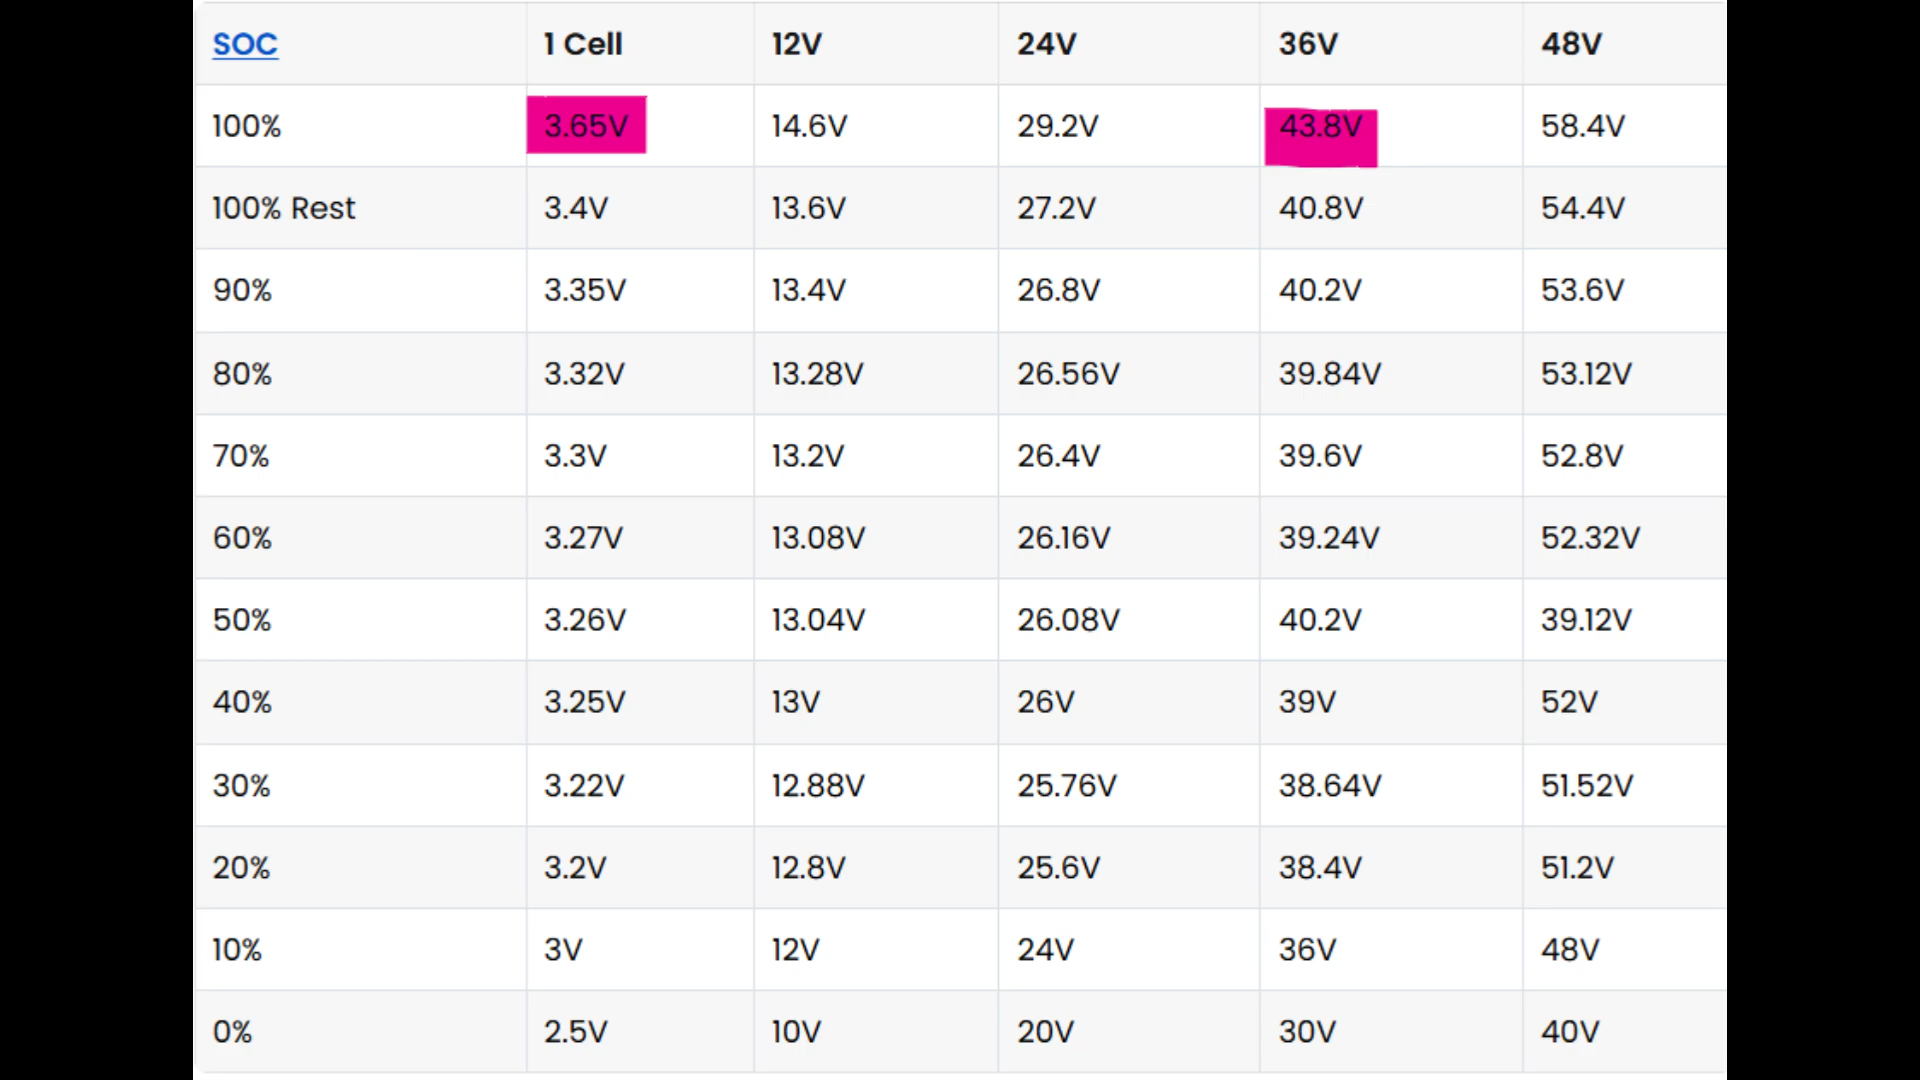 SOC 1 Cell 12V 24V 36V 48V
100% 3.65V 14.6V 29.2V 43.8V 58.4V
100% Rest 3.4V 13.6V 27.2V 40.8V 54.4V
90% 3.35V 13.4V 26.8V 40.2V 53.6V
80% 3.32V 13.28V 26.56V 39.84V 53.12V
70% 3.3V 13.2V 26.4V 39.6V 52.8V
60% 3.27V 13.08V 26.16V 39.24V 52.32V
50% 3.26V 13.04V 26.08V 40.2V 39.12V
40% 3.25V 13V 26V 39V 52V
30% 3.22V 12.88V 25.76V 38.64V 51.52V
20% 3.2V 12.8V 25.6V 38.4V 51.2V
10% 3V 12V 24V 36V 48V
0% 2.5V 10V 20V 30V 40V